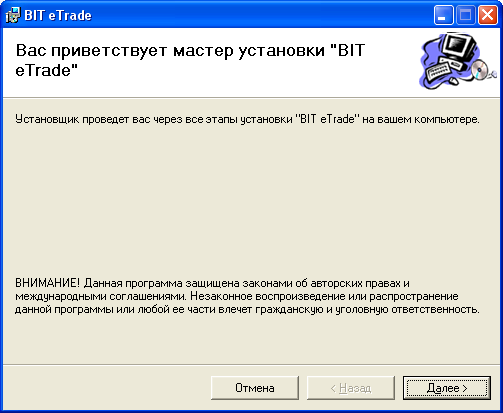 BIT eTrade
Вас приветствует мастер установки "BIT
eTrade"
Установщик проведет вас через все этапы установки "BIT eTrade" на вашем компьютере.
ВНИМАНИЕ! Данная программа защищена законами об авторских правах и
международными соглашениями. Незаконное воспроизведение или распространение
данной программы или любой ее части влечет гражданскую и уголовную ответственность.
Отмена
< Назад
Далее >